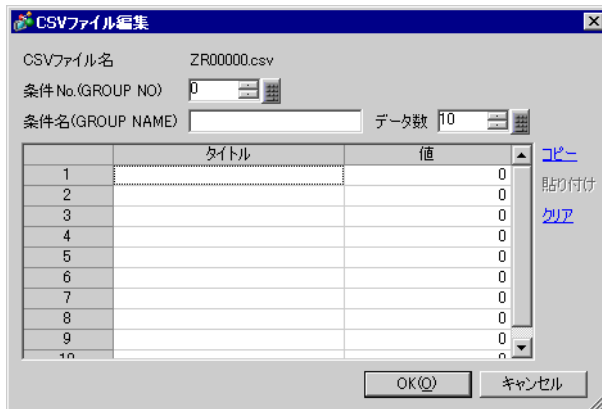 CSVファイル編集
CSVファイル名 ZR00000.csv
条件No.(GROUP NO) 0
条件名(GROUP NAME) データ数 10
タイトル 値
1 0
2 0
3 0
4 0
5 0
6 0
7 0
8 0
9 0
10 0
コピー
貼り付け
クリア
OK(O) キャンセル